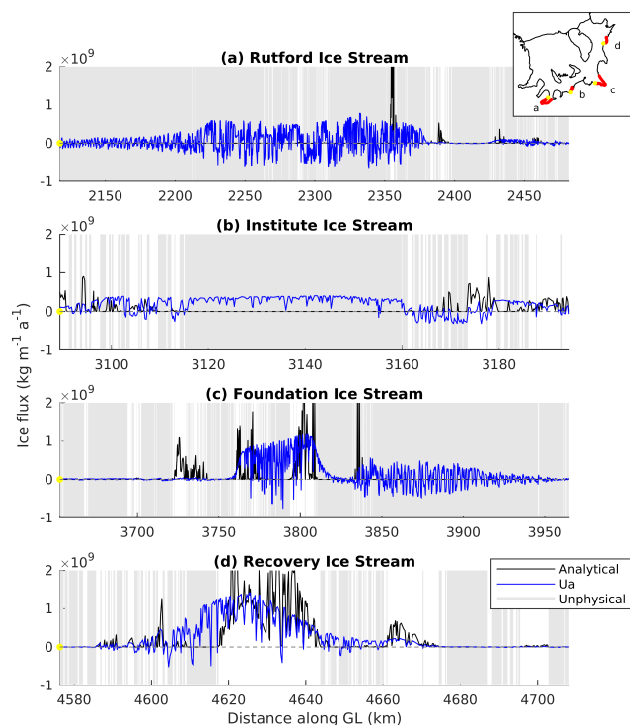 ×10⁹
(a) Rutford Ice Stream
2
1
0
-1
2150 2200 2250 2300 2350 2400 2450
a b c d
×10⁹
(b) Institute Ice Stream
2
1
0
-1
3100 3120 3140 3160 3180
Ice flux (kg m⁻¹ a⁻¹)
×10⁹
(c) Foundation Ice Stream
2
1
0
-1
3700 3750 3800 3850 3900 3950
×10⁹
(d) Recovery Ice Stream
2
1
0
-1
4580 4600 4620 4640 4660 4680 4700
Analytical
Ua
Unphysical
Distance along GL (km)